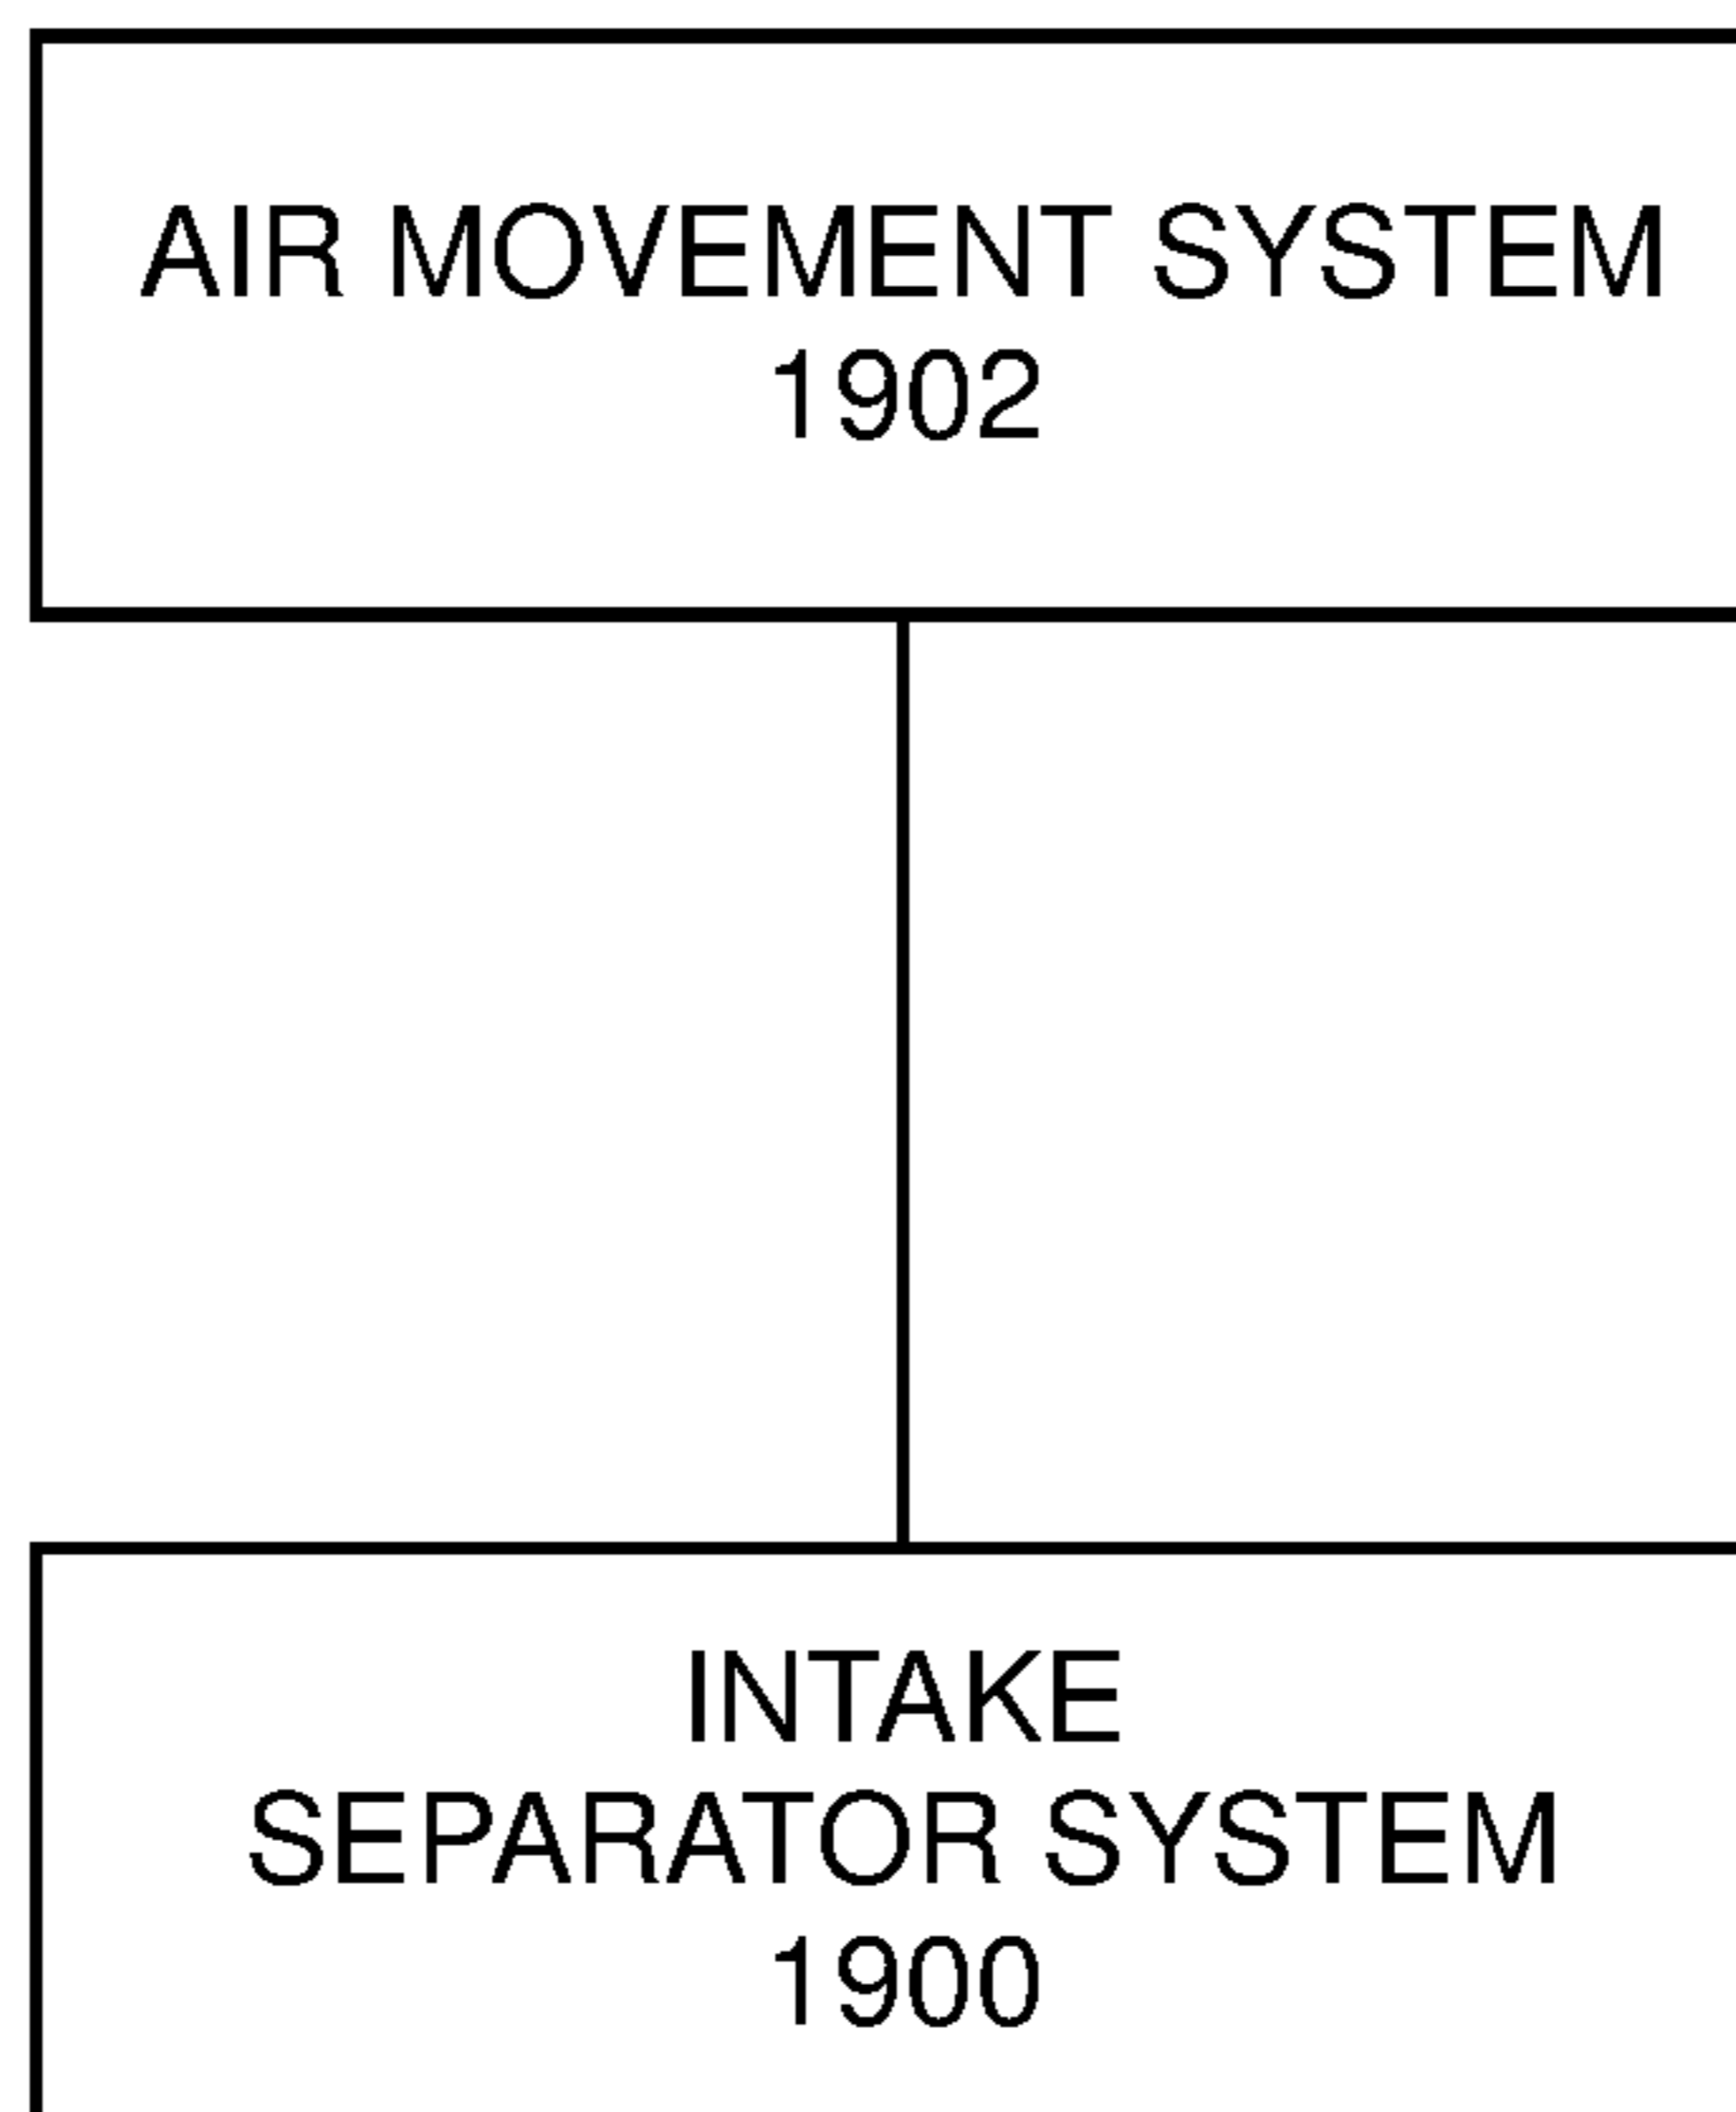 AIR MOVEMENT SYSTEM
1902
INTAKE
SEPARATOR SYSTEM
1900